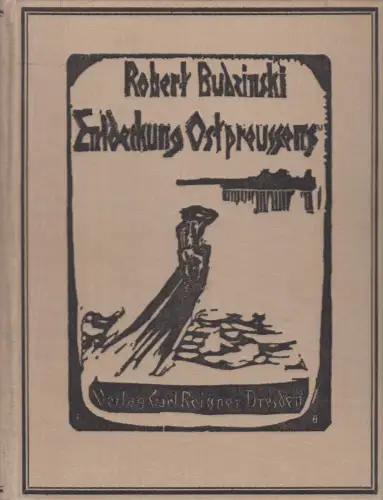 Robert Budzinski
Entdeckung Ostpreussens
Verlag Carl Reißner Dresden